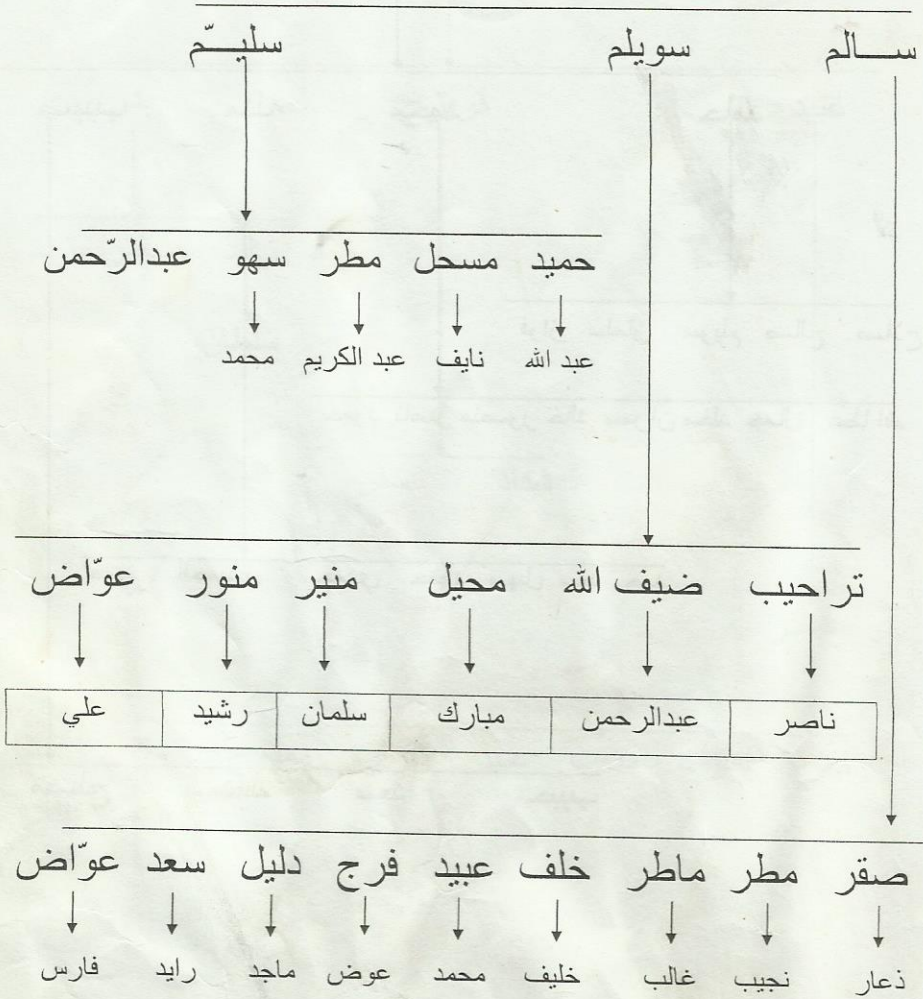 سالم سويلم سليّم
حميد مسحل مطر سهو عبدالرّحمن
عبد الله نايف عبد الكريم محمد
تراحيب ضيف الله محيل منير منور عوّاض
ناصر عبدالرحمن مبارك سلمان رشيد علي
صقر مطر ماطر خلف عبيد فرج دليل سعد عوّاض
ذعار نجيب غالب خليف محمد عوض ماجد رايد فارس